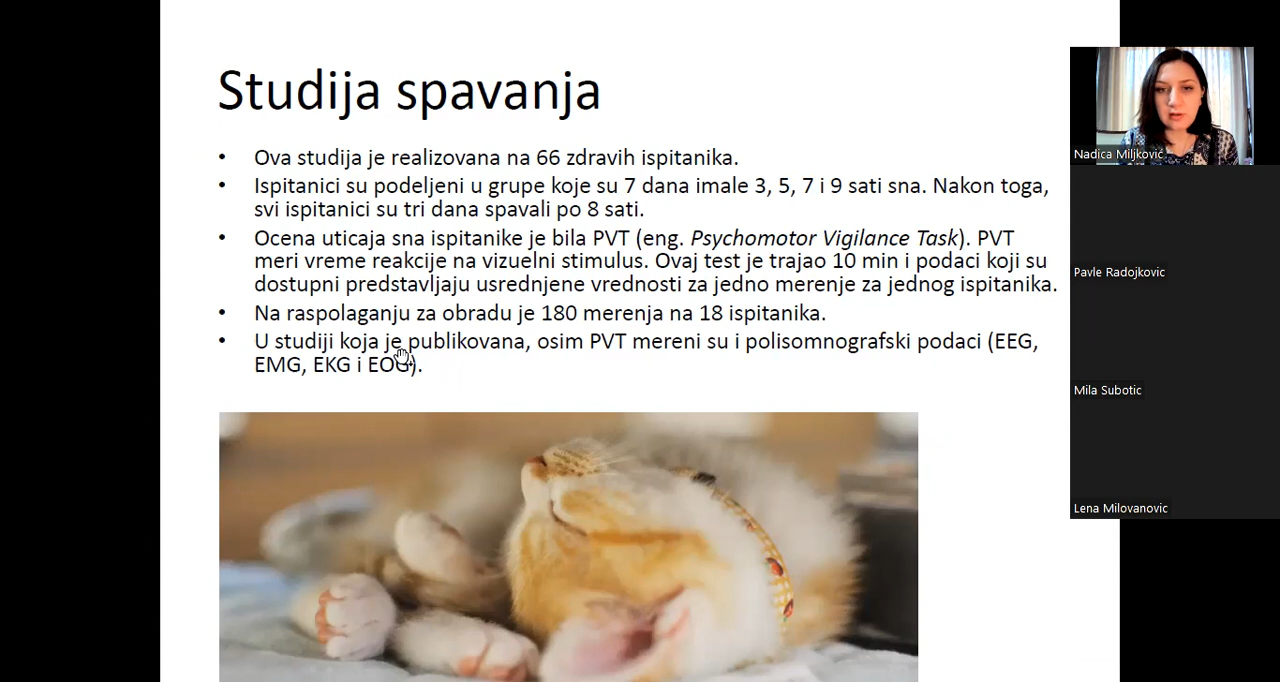 Studija spavanja
• Ova studija je realizovana na 66 zdravih ispitanika.
• Ispitanici su podeljeni u grupe koje su 7 dana imale 3, 5, 7 i 9 sati sna. Nakon toga,
svi ispitanici su tri dana spavali po 8 sati.
• Ocena uticaja sna ispitanike je bila PVT (eng. Psychomotor Vigilance Task). PVT
meri vreme reakcije na vizuelni stimulus. Ovaj test je trajao 10 min i podaci koji su
dostupni predstavljaju usrednjene vrednosti za jedno merenje za jednog ispitanika.
• Na raspolaganju za obradu je 180 merenja na 18 ispitanika.
• U studiji koja je publikovana, osim PVT mereni su i polisomnografski podaci (EEG,
EMG, EKG i EOG).
Nadica Miljković
Pavle Radojkovic
Mila Subotic
Lena Milovanovic